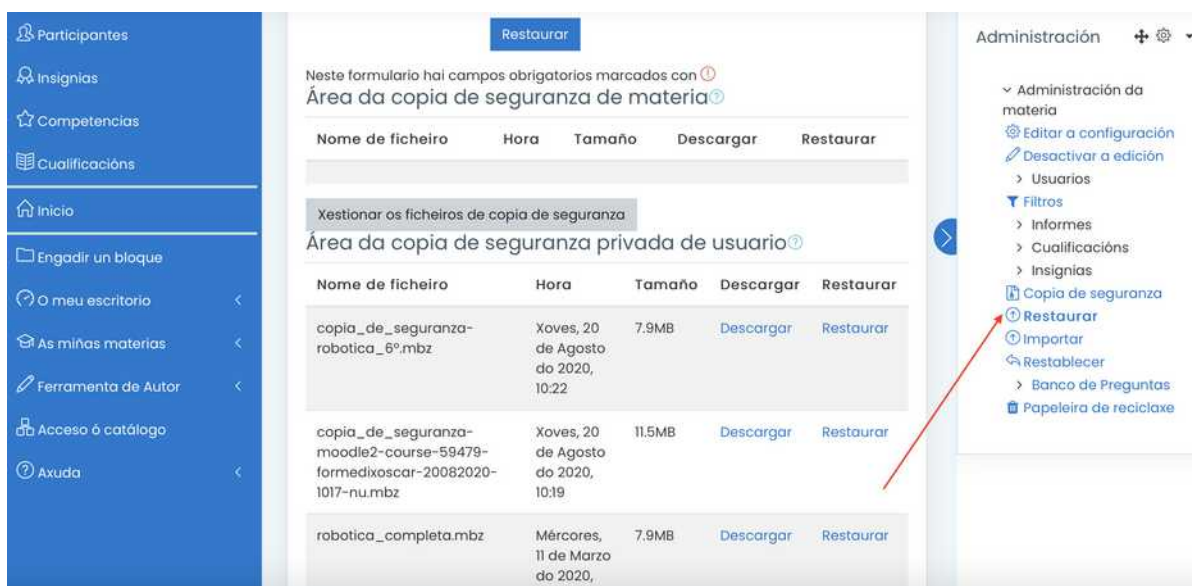 Participantes
Insignias
Competencias
Cualificacións
Inicio
Engadir un bloque
O meu escritorio
As miñas materias
Ferramenta de Autor
Acceso ó catálogo
Axuda
Restaurar
Neste formulario hai campos obrigatorios marcados con
Área da copia de seguranza de materia
Nome de ficheiro Hora Tamaño Descargar Restaurar
Xestionar os ficheiros de copia de seguranza
Área da copia de seguranza privada de usuario
Nome de ficheiro Hora Tamaño Descargar Restaurar
copia_de_seguranza- Xoves, 20 7.9MB Descargar Restaurar
robotica_6º.mbz de Agosto
do 2020,
10:22
copia_de_seguranza- Xoves, 20 11.5MB Descargar Restaurar
moodle2-course-59479- de Agosto
formedixoscar-20082020- do 2020,
1017-nu.mbz 10:19
robotica_completa.mbz Mércores, 7.9MB Descargar Restaurar
11 de Marzo
do 2020,
Administración
Administración da
materia
Editar a configuración
Desactivar a edición
Usuarios
Filtros
Informes
Cualificacións
Insignias
Copia de seguranza
Restaurar
Importar
Restablecer
Banco de Preguntas
Papeleira de reciclaxe